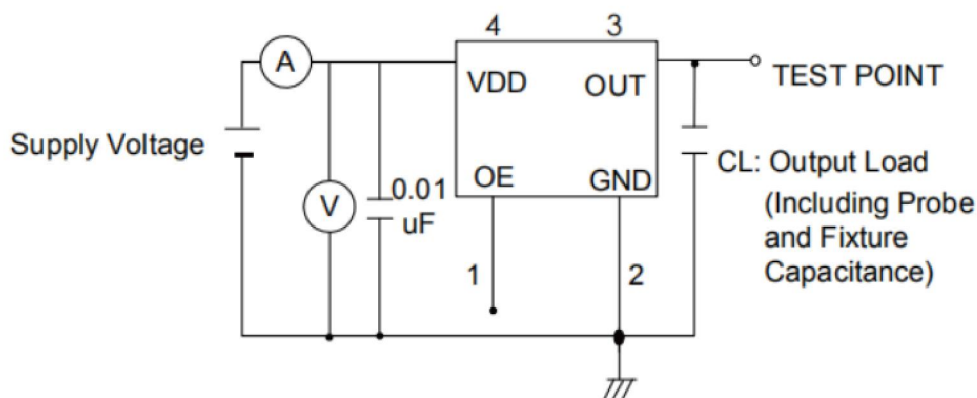 4
3
A
VDD
OUT
TEST POINT
Supply Voltage
OE
GND
CL: Output Load
(Including Probe
and Fixture
Capacitance)
V
0.01
uF
1
2